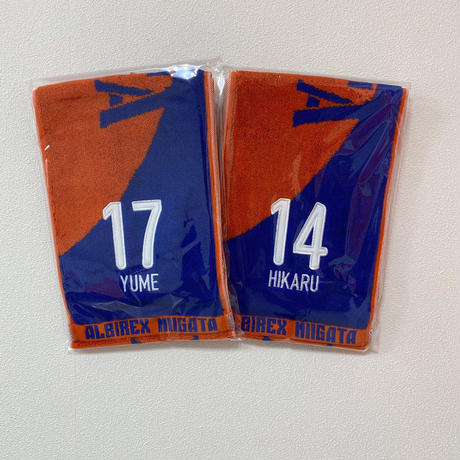 17
YUME
ALBIREX NIIGATA
14
HIKARU
BIREX NIIGATA